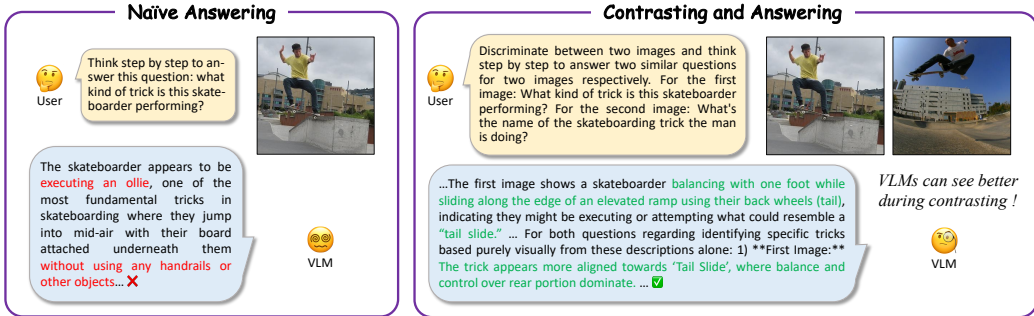 Naïve Answering
Think step by step to an-
swer this question: what
kind of trick is this skate-
boarder performing?
User
The skateboarder appears to be
executing an ollie, one of the
most fundamental tricks in
skateboarding where they jump
into mid-air with their board
attached underneath them
without using any handrails or
other objects…
VLM
Contrasting and Answering
Discriminate between two images and think
step by step to answer two similar questions
for two images respectively. For the first
image: What kind of trick is this skateboarder
performing? For the second image: What's
the name of the skateboarding trick the man
is doing?
User
…The first image shows a skateboarder balancing with one foot while
sliding along the edge of an elevated ramp using their back wheels (tail),
indicating they might be executing or attempting what could resemble a
“tail slide.” … For both questions regarding identifying specific tricks
based purely visually from these descriptions alone: 1) **First Image:**
The trick appears more aligned towards ‘Tail Slide’, where balance and
control over rear portion dominate. …
VLMs can see better
during contrasting !
VLM